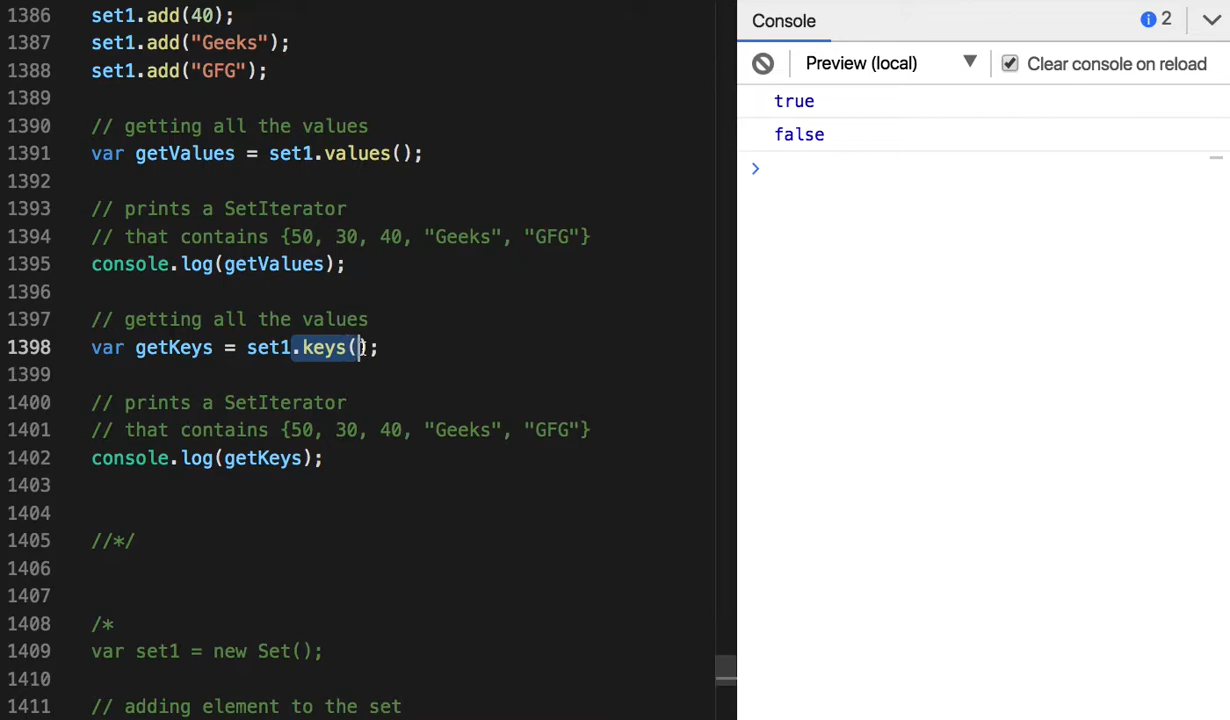 1386 set1.add(40);
1387 set1.add("Geeks");
1388 set1.add("GFG");
1389
1390 // getting all the values
1391 var getValues = set1.values();
1392
1393 // prints a SetIterator
1394 // that contains {50, 30, 40, "Geeks", "GFG"}
1395 console.log(getValues);
1396
1397 // getting all the values
1398 var getKeys = set1.keys();
1399
1400 // prints a SetIterator
1401 // that contains {50, 30, 40, "Geeks", "GFG"}
1402 console.log(getKeys);
1403
1404
1405 //*/
1406
1407
1408 /*
1409 var set1 = new Set();
1410
1411 // adding element to the set
Console 2
Preview (local) Clear console on reload
true
false